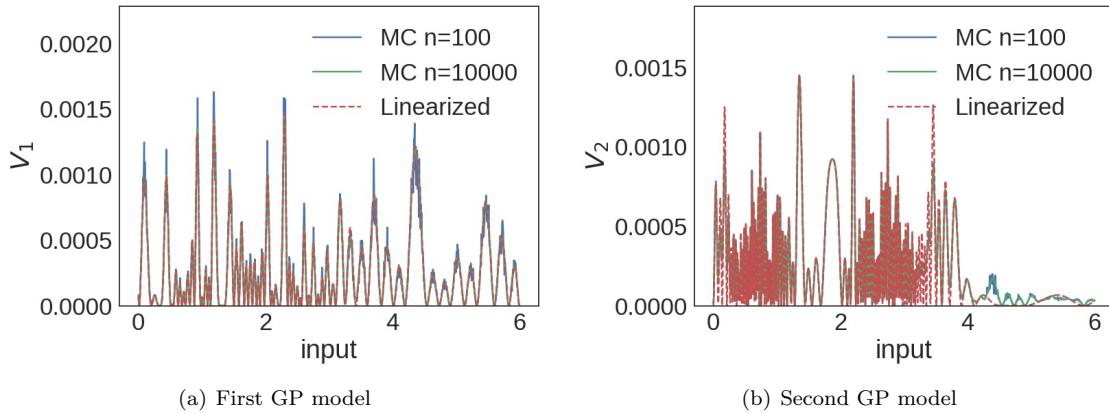 0.0020
0.0015
0.0010
0.0005
0.0000
V1
MC n=100
MC n=10000
Linearized
0
2
4
6
input
(a) First GP model
0.0015
0.0010
0.0005
0.0000
V2
MC n=100
MC n=10000
Linearized
0
2
4
6
input
(b) Second GP model